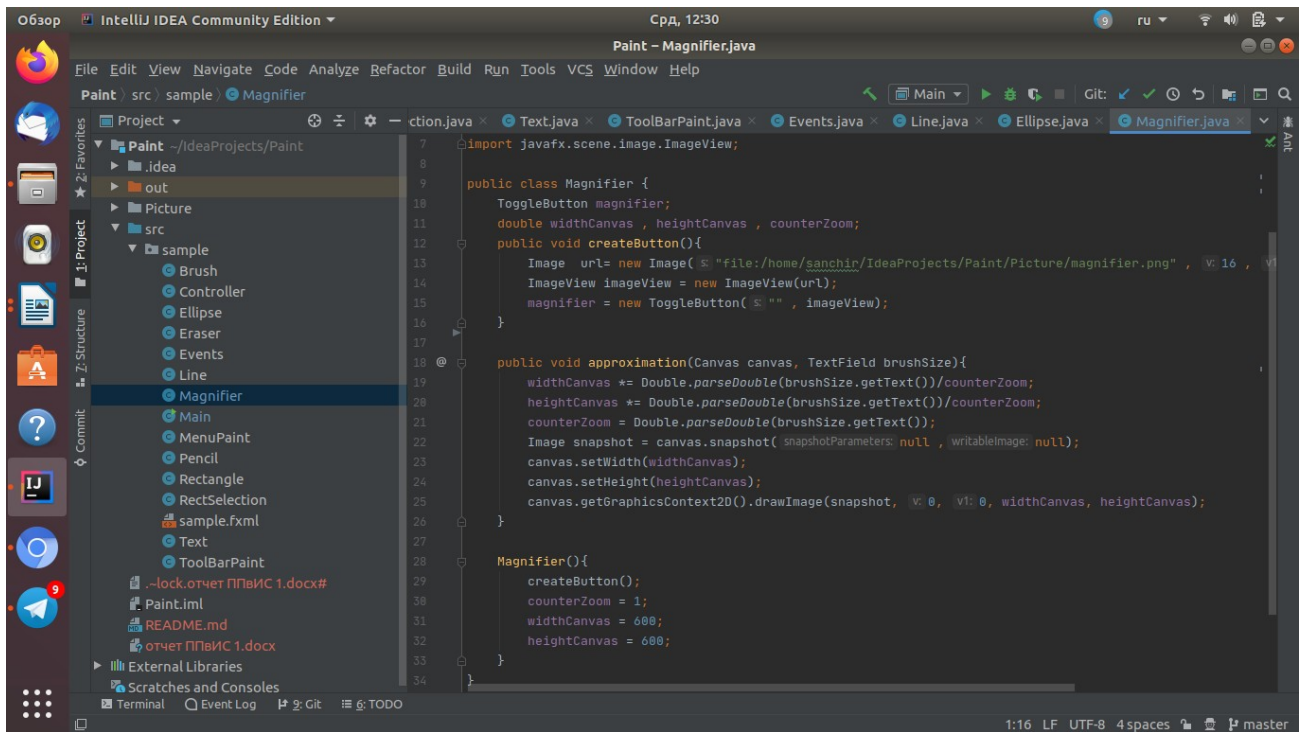 Обзор IntelliJ IDEA Community Edition Срд, 12:30 9 ru
Paint – Magnifier.java
File Edit View Navigate Code Analyze Refactor Build Run Tools VCS Window Help
Paint src sample Magnifier Main Git:
Project ction.java Text.java ToolBarPaint.java Events.java Line.java Ellipse.java Magnifier.java
2: Favorites
1: Project
Z: Structure
Commit
Ant
Paint ~/IdeaProjects/Paint
.idea
out
Picture
src
sample
Brush
Controller
Ellipse
Eraser
Events
Line
Magnifier
Main
MenuPaint
Pencil
Rectangle
RectSelection
sample.fxml
Text
ToolBarPaint
.~lock.отчет ППвИС 1.docx#
Paint.iml
README.md
отчет ППвИС 1.docx
External Libraries
Scratches and Consoles
7 import javafx.scene.image.ImageView;
8
9 public class Magnifier {
10 ToggleButton magnifier;
11 double widthCanvas , heightCanvas , counterZoom;
12 public void createButton(){
13 Image url= new Image( s: "file:/home/sanchir/IdeaProjects/Paint/Picture/magnifier.png" , v: 16 , v1
14 ImageView imageView = new ImageView(url);
15 magnifier = new ToggleButton( s: "" , imageView);
16 }
17
18 @ public void approximation(Canvas canvas, TextField brushSize){
19 widthCanvas *= Double.parseDouble(brushSize.getText())/counterZoom;
20 heightCanvas *= Double.parseDouble(brushSize.getText())/counterZoom;
21 counterZoom = Double.parseDouble(brushSize.getText());
22 Image snapshot = canvas.snapshot( snapshotParameters: null , writableImage: null);
23 canvas.setWidth(widthCanvas);
24 canvas.setHeight(heightCanvas);
25 canvas.getGraphicsContext2D().drawImage(snapshot, v: 0, v1: 0, widthCanvas, heightCanvas);
26 }
27
28 Magnifier(){
29 createButton();
30 counterZoom = 1;
31 widthCanvas = 600;
32 heightCanvas = 600;
33 }
34 }
9
Terminal Event Log 9: Git 6: TODO
1:16 LF UTF-8 4 spaces master